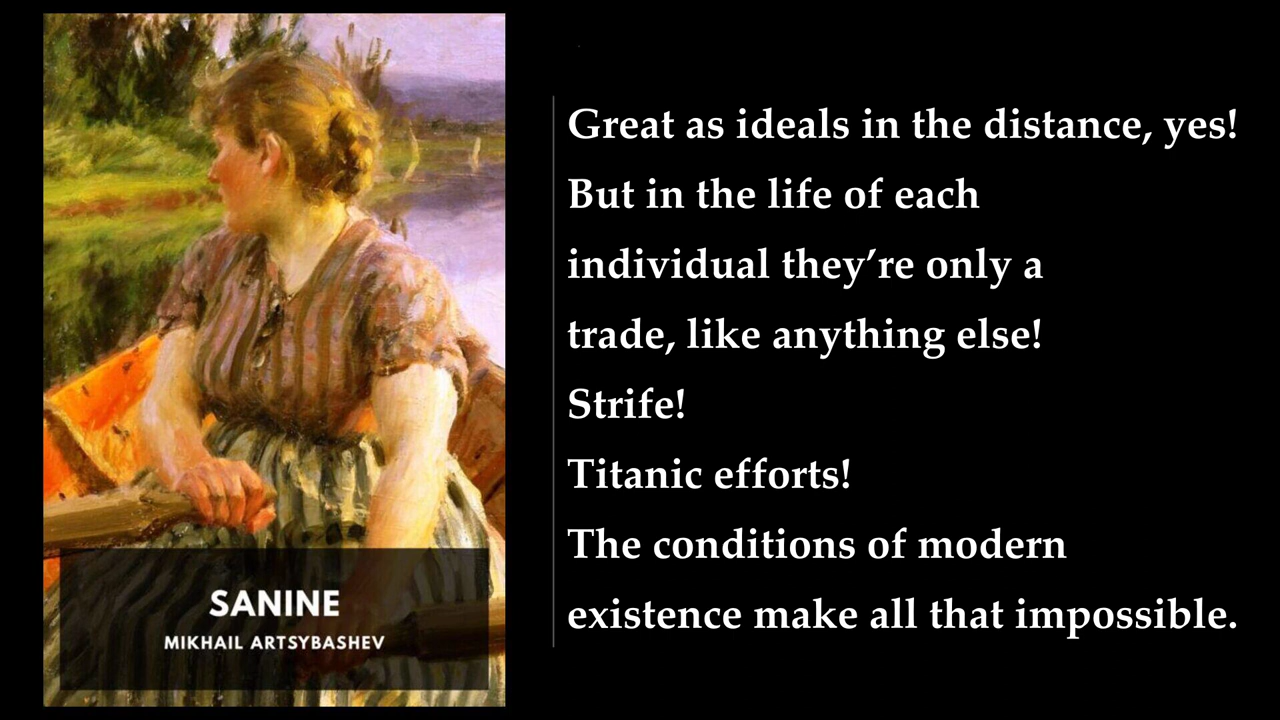 SANINE
MIKHAIL ARTSYBASHEV
Great as ideals in the distance, yes!
But in the life of each
individual they’re only a
trade, like anything else!
Strife!
Titanic efforts!
The conditions of modern
existence make all that impossible.